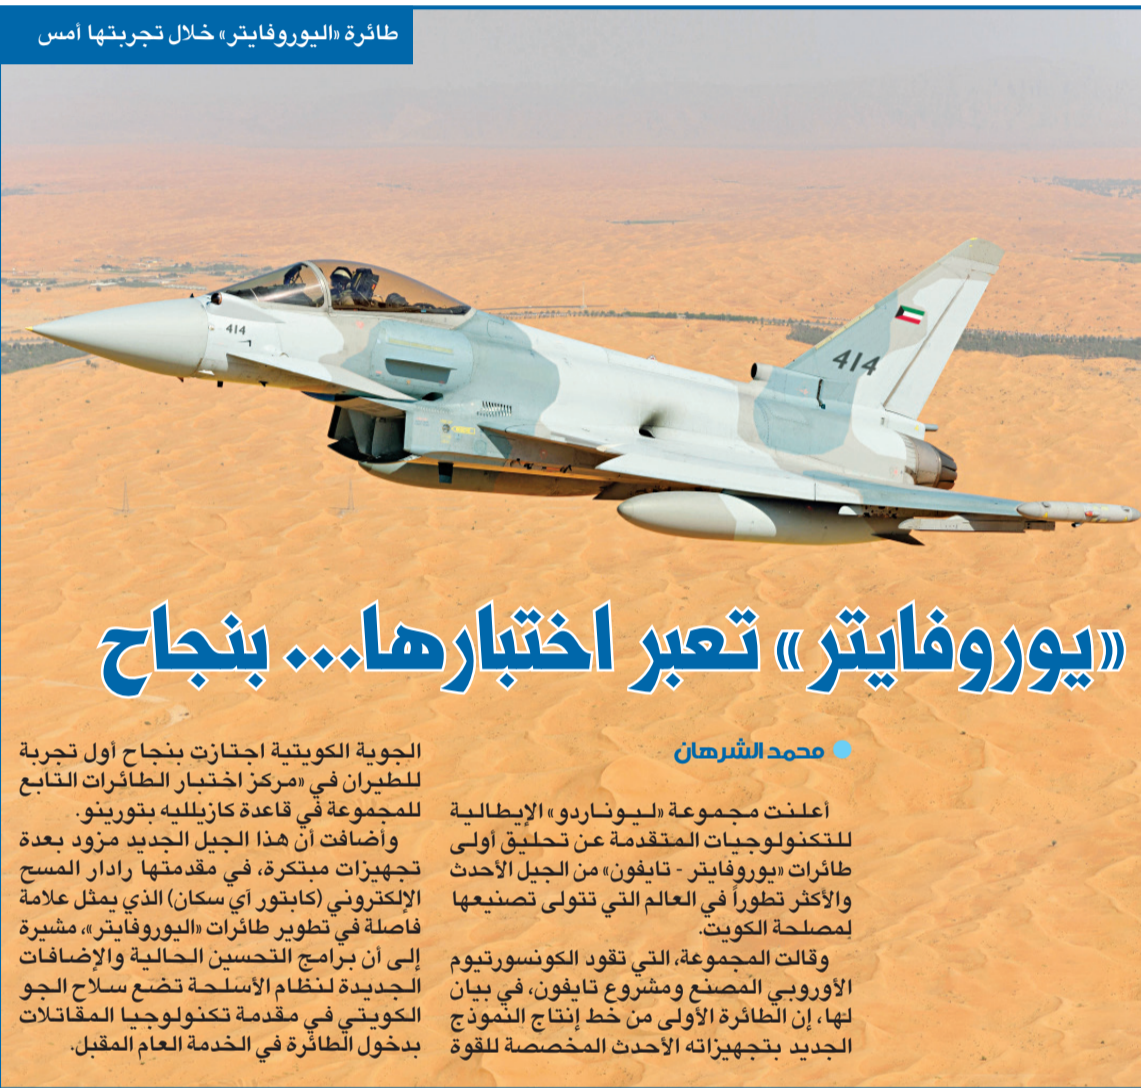 طائرة «اليوروفايتر» خلال تجربتها أمس
414
414
«يوروفايتر» تعبر اختبارها... بنجاح
محمد الشرهان
أعلنت مجموعة «ليوناردو» الإيطالية
للتكنولوجيات المتقدمة عن تحليق أولى
طائرات «يوروفايتر - تايفون» من الجيل الأحدث
والأكثر تطوراً في العالم التي تتولى تصنيعها
لمصلحة الكويت.
وقالت المجموعة، التي تقود الكونسورتيوم
الأوروبي المصنع ومشروع تايفون، في بيان
لها، إن الطائرة الأولى من خط إنتاج النموذج
الجديد بتجهيزاته الأحدث المخصصة للقوة
الجوية الكويتية اجتازت بنجاح أول تجربة
للطيران في «مركز اختبار الطائرات التابع
للمجموعة في قاعدة كازيلليه بتورينو.
وأضافت أن هذا الجيل الجديد مزود بعدة
تجهيزات مبتكرة، في مقدمتها رادار المسح
الإلكتروني (كابتور آي سكان) الذي يمثل علامة
فاصلة في تطوير طائرات «اليوروفايتر»، مشيرة
إلى أن برامج التحسين الحالية والإضافات
الجديدة لنظام الأسلحة تضع سلاح الجو
الكويتي في مقدمة تكنولوجيا المقاتلات
بدخول الطائرة في الخدمة العام المقبل.